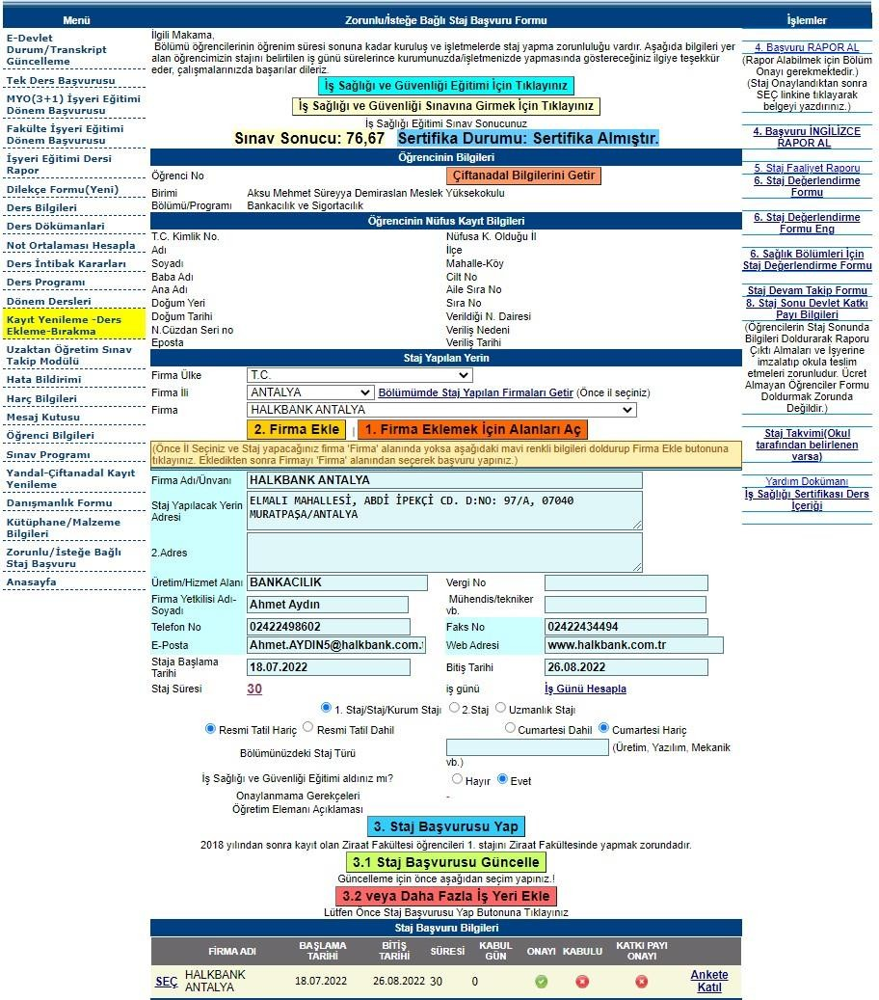 Menü
E-Devlet
Durum/Transkript
Güncelleme
Tek Ders Başvurusu
MYO(3+1) İşyeri Eğitimi
Dönem Başvurusu
Fakülte İşyeri Eğitimi
Dönem Başvurusu
İşyeri Eğitimi Dersi
Rapor
Dilekçe Formu(Yeni)
Ders Bilgileri
Ders Dökümanlari
Not Ortalaması Hesapla
Ders İntibak Kararları
Ders Programı
Dönem Dersleri
Kayıt Yenileme -Ders
Ekleme-Bırakma
Uzaktan Öğretim Sınav
Takip Modülü
Hata Bildirimi
Harç Bilgileri
Mesaj Kutusu
Öğrenci Bilgileri
Sınav Programı
Yandal-Çiftanadal Kayıt
Yenileme
Danışmanlık Formu
Kütüphane/Malzeme
Bilgileri
Zorunlu/İsteğe Bağlı
Staj Başvuru
Anasayfa
Zorunlu/İsteğe Bağlı Staj Başvuru Formu
İlgili Makama,
Bölümü öğrencilerinin öğrenim süresi sonuna kadar kuruluş ve işletmelerde staj yapma zorunluluğu vardır. Aşağıda bilgileri yer
alan öğrencimizin stajını belirtilen iş günü sürelerince kurumunuzda/işletmenizde yapmasında göstereceğiniz ilgiye teşekkür
eder, çalışmalarınızda başarılar dileriz.
İş Sağlığı ve Güvenliği Eğitimi İçin Tıklayınız
İş Sağlığı ve Güvenliği Sınavına Girmek İçin Tıklayınız
İş Sağlığı Eğitimi Sınav Sonucunuz
Sınav Sonucu: 76,67 Sertifika Durumu: Sertifika Almıştır.
Öğrencinin Bilgileri
Öğrenci No Çiftanadal Bilgilerini Getir
Birimi Aksu Mehmet Süreyya Demiraslan Meslek Yüksekokulu
Bölümü/Programı Bankacılık ve Sigortacılık
Öğrencinin Nüfus Kayıt Bilgileri
T.C. Kimlik No. Nüfusa K. Olduğu İl
Adı İlçe
Soyadı Mahalle-Köy
Baba Adı Cilt No
Ana Adı Aile Sıra No
Doğum Yeri Sıra No
Doğum Tarihi Verildiği N. Dairesi
N.Cüzdan Seri no Veriliş Nedeni
Eposta Veriliş Tarihi
Staj Yapılan Yerin
Firma Ülke T.C.
Firma İli ANTALYA Bölümümde Staj Yapılan Firmaları Getir (Önce il seçiniz)
Firma HALKBANK ANTALYA
2. Firma Ekle | 1. Firma Eklemek İçin Alanları Aç
(Önce İl Seçiniz ve Staj yapacağınız firma 'Firma' alanında yoksa aşağıdaki mavi renkli bilgileri doldurup Firma Ekle butonuna
tıklayınız. Ekledikten sonra Firmayı 'Firma' alanından seçerek başvuru yapınız.)
Firma Adı/Ünvanı HALKBANK ANTALYA
Staj Yapılacak Yerin
Adresi
ELMALI MAHALLESİ, ABDİ İPEKÇİ CD. D:NO: 97/A, 07040
MURATPAŞA/ANTALYA
2.Adres
Üretim/Hizmet Alanı BANKACILIK Vergi No
Firma Yetkilisi Adı-
Soyadı
Ahmet Aydın
Mühendis/tekniker
vb.
Telefon No 02422498602 Faks No 02422434494
E-Posta Ahmet.AYDIN5@halkbank.com. Web Adresi www.halkbank.com.tr
Staja Başlama
Tarihi
18.07.2022 Bitiş Tarihi 26.08.2022
Staj Süresi 30 iş günü İş Günü Hesapla
1. Staj/Staj/Kurum Stajı 2.Staj Uzmanlık Stajı
Resmi Tatil Hariç Resmi Tatil Dahil Cumartesi Dahil Cumartesi Hariç
Bölümünüzdeki Staj Türü (Üretim, Yazılım, Mekanik
vb.)
İş Sağlığı ve Güvenliği Eğitimi aldınız mı? Hayır Evet
Onaylanmama Gerekçeleri -
Öğretim Elemanı Açıklaması
3. Staj Başvurusu Yap
2018 yılından sonra kayıt olan Ziraat Fakültesi öğrencileri 1. stajını Ziraat Fakültesinde yapmak zorundadır.
3.1 Staj Başvurusu Güncelle
Güncelleme için önce aşağıdan seçim yapınız.!
3.2 veya Daha Fazla İş Yeri Ekle
Lütfen Önce Staj Başvurusu Yap Butonuna Tıklayınız
Staj Başvuru Bilgileri
FİRMA ADI BAŞLAMA TARİHİ BİTİŞ TARİHİ SÜRESİ KABUL GÜN ONAYI KABULU KATKI PAYI ONAYI
SEÇ HALKBANK ANTALYA 18.07.2022 26.08.2022 30 0 Ankete Katıl
İşlemler
4. Başvuru RAPOR AL
(Rapor Alabilmek için Bölüm
Onayı gerekmektedir.)
(Staj Onaylandıktan sonra
SEÇ linkine tıklayarak
belgeyi yazdırınız.)
4. Başvuru İNGİLİZCE
RAPOR AL
5. Staj Faaliyet Raporu
6. Staj Değerlendirme
Formu
6. Staj Değerlendirme
Formu Eng
6. Sağlık Bölümleri İçin
Staj Değerlendirme Formu
Staj Devam Takip Formu
8. Staj Sonu Devlet Katkı
Payı Bilgileri
(Öğrencilerin Staj Sonunda
Bilgileri Doldurarak Raporu
Çıktı Almaları ve İşyerine
imzalatıp okula teslim
etmeleri zorunludur. Ücret
Almayan Öğrenciler Formu
Doldurmak Zorunda
Değildir.)
Staj Takvimi(Okul
tarafından belirlenen
varsa)
Yardım Dokümanı
İş Sağlığı Sertifikası Ders
İçeriği